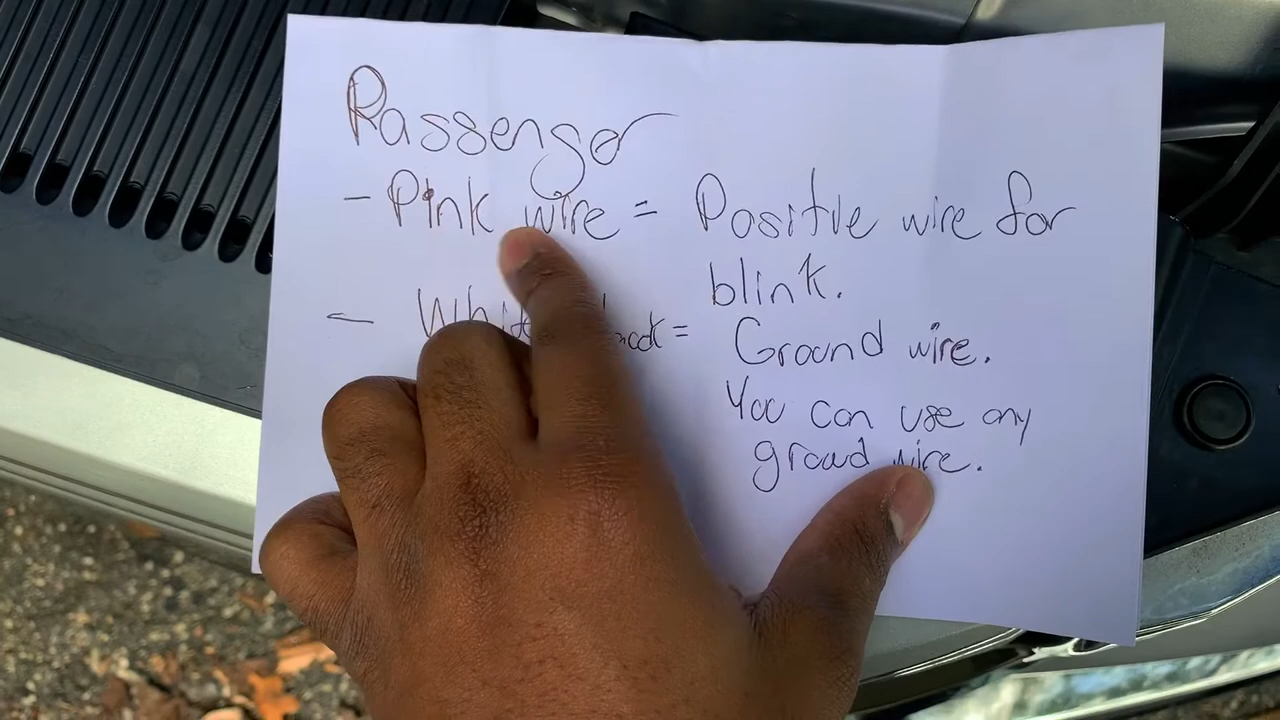 Passenger
- Pink wire = Positive wire for
blink.
- = Ground wire.
You can use any
ground wire.